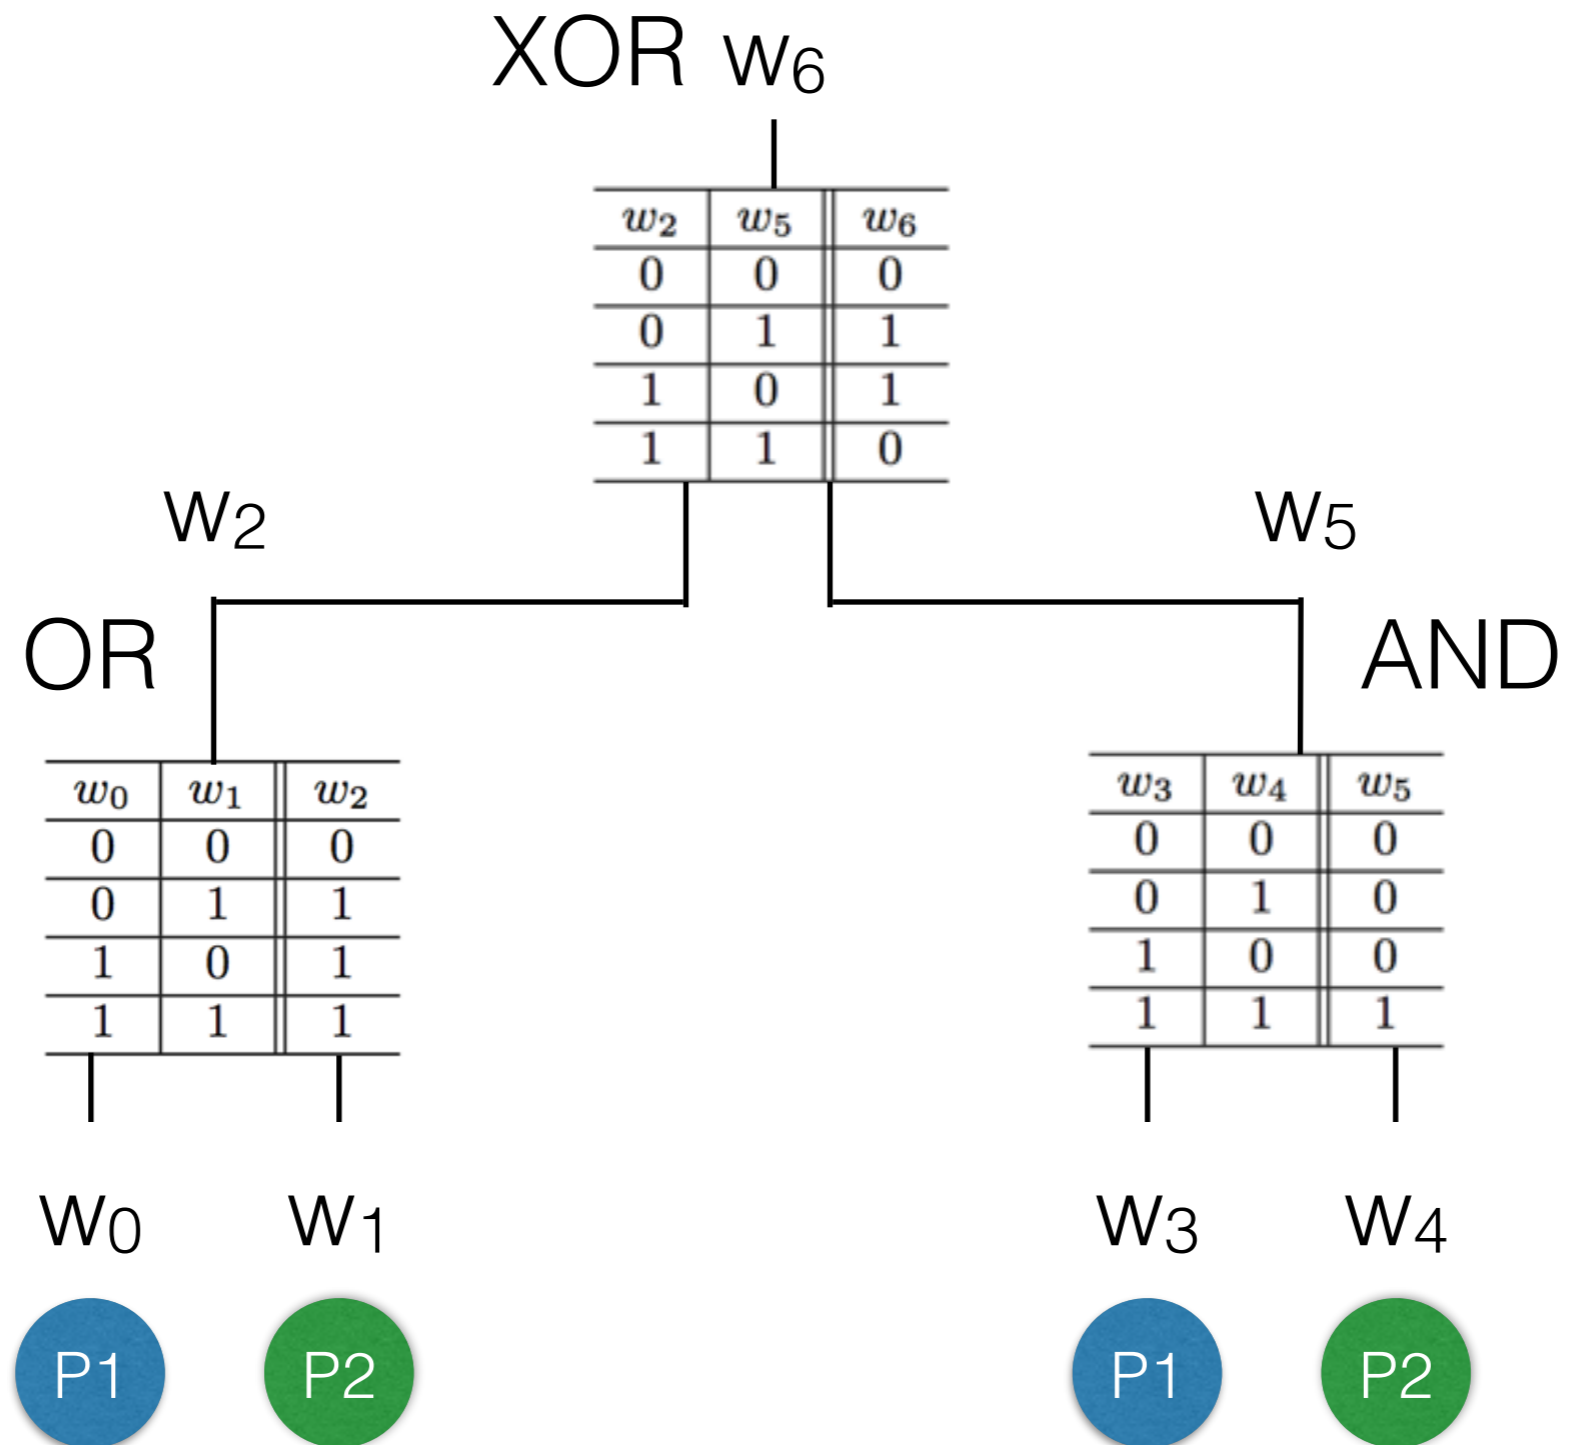 XOR w6
w2 w5 w6
0 0 0
0 1 1
1 0 1
1 1 0
w2
w5
OR
AND
w0 w1 w2
0 0 0
0 1 1
1 0 1
1 1 1
w3 w4 w5
0 0 0
0 1 0
1 0 0
1 1 1
w0 w1 w3 w4
P1 P2 P1 P2